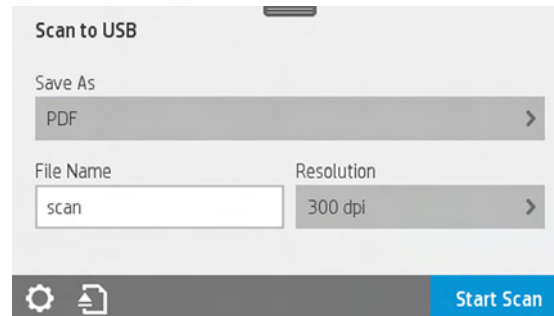 Scan to USB
Save As
PDF
File Name
Resolution
scan
300 dpi
Start Scan